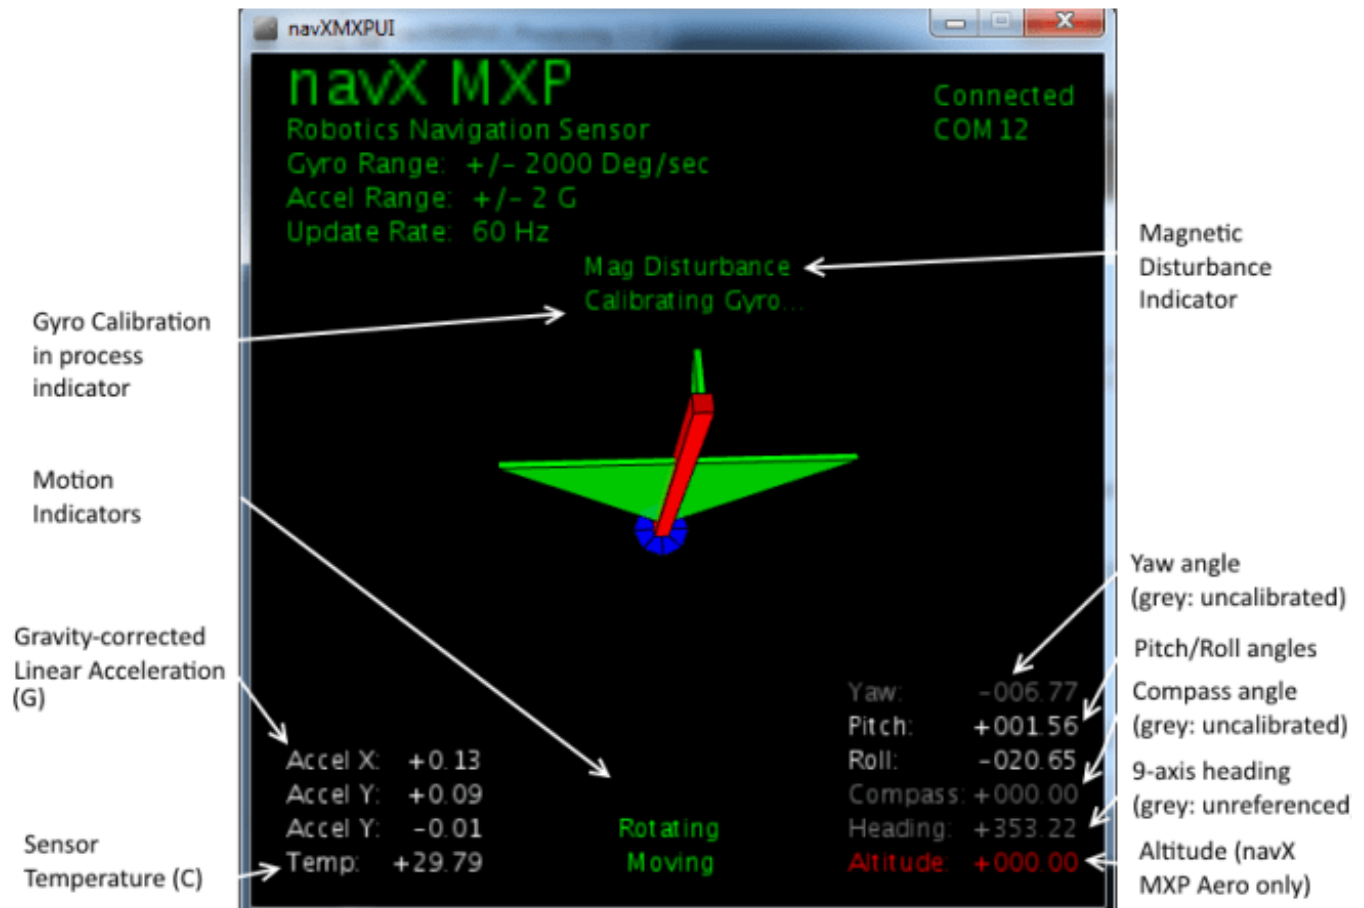 navXMXPUI
navX MXP
Connected
Robotics Navigation Sensor
COM 12
Gyro Range: +/- 2000 Deg/sec
Accel Range: +/- 2 G
Update Rate: 60 Hz
Magnetic
Disturbance
Indicator
Mag Disturbance
Calibrating Gyro...
Gyro Calibration
in process
indicator
Motion
Indicators
Yaw angle
(grey: uncalibrated)
Gravity-corrected
Linear Acceleration
(G)
Pitch/Roll angles
Compass angle
(grey: uncalibrated)
9-axis heading
(grey: unreferenced
Altitude (navX
MXP Aero only)
Yaw: -006.77
Pitch: +001.56
Roll: -020.65
Compass: +000.00
Heading: +353.22
Altitude: +000.00
Accel X: +0.13
Accel Y: +0.09
Accel Y: -0.01
Temp: +29.79
Rotating
Moving
Sensor
Temperature (C)